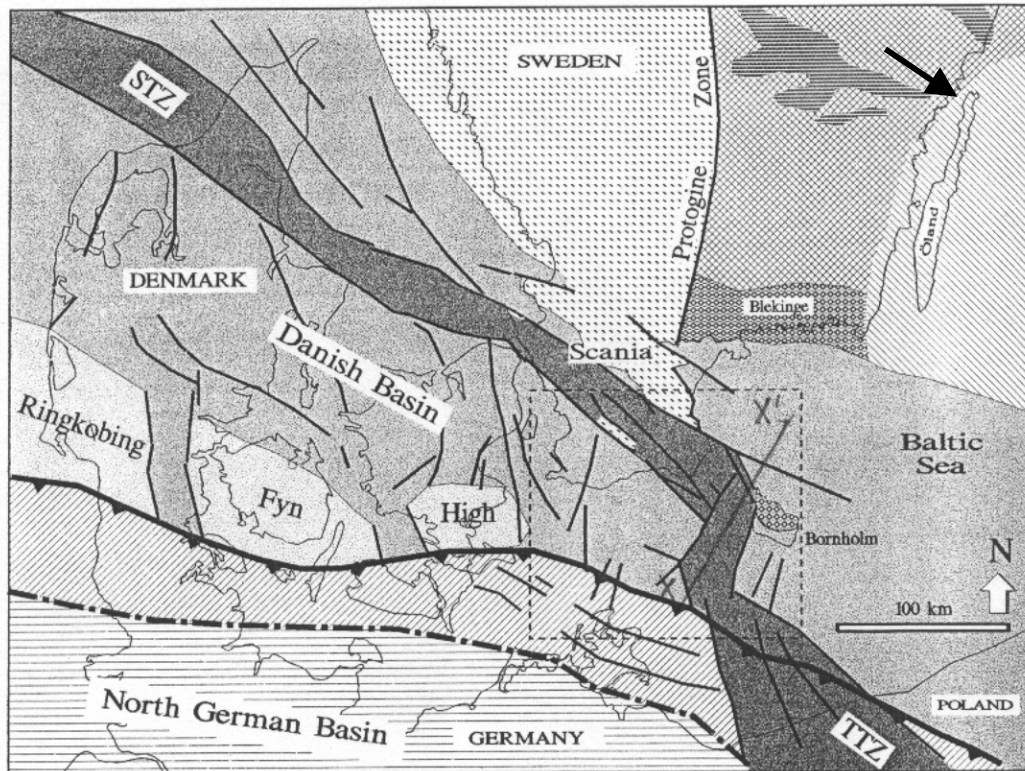 SWEDEN
STZ
Protogine Zone
Öland
DENMARK
Blekinge
Danish Basin
Scania
X'
Ringkobing
Baltic
Sea
Fyn
High
Bornholm
N
X
100 km
North German Basin
GERMANY
POLAND
TTZ